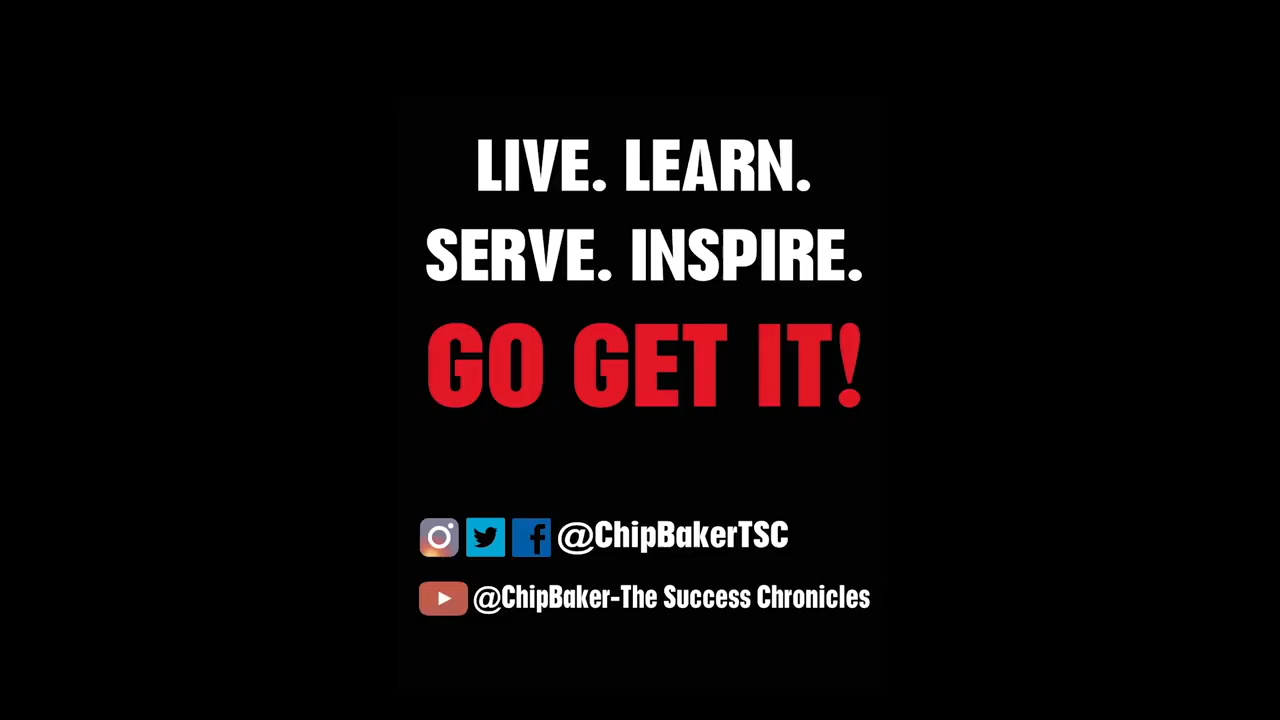 LIVE. LEARN.
SERVE. INSPIRE.
GO GET IT!
@ChipBakerTSC
@ChipBaker-The Success Chronicles